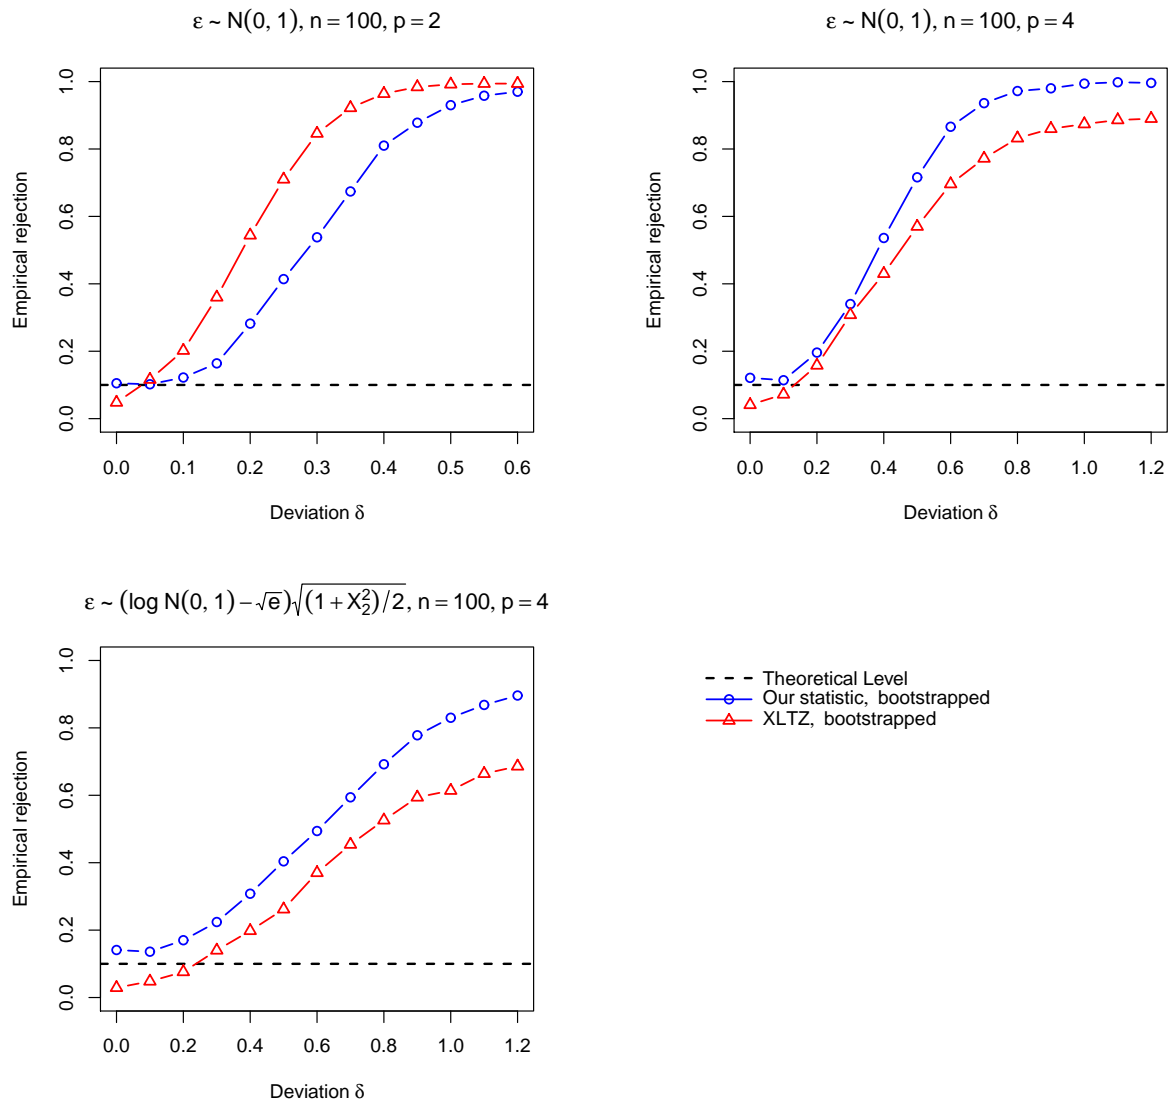 ε ~ N(0, 1), n = 100, p = 2
Empirical rejection
1.0
0.8
0.6
0.4
0.2
0.0
0.0 0.1 0.2 0.3 0.4 0.5 0.6
Deviation δ
ε ~ N(0, 1), n = 100, p = 4
Empirical rejection
1.0
0.8
0.6
0.4
0.2
0.0
0.0 0.2 0.4 0.6 0.8 1.0 1.2
Deviation δ
ε ~ (log N(0, 1) − √e)√(1 + X₂²)/2, n = 100, p = 4
Empirical rejection
1.0
0.8
0.6
0.4
0.2
0.0
0.0 0.2 0.4 0.6 0.8 1.0 1.2
Deviation δ
Theoretical Level
Our statistic, bootstrapped
XLTZ, bootstrapped